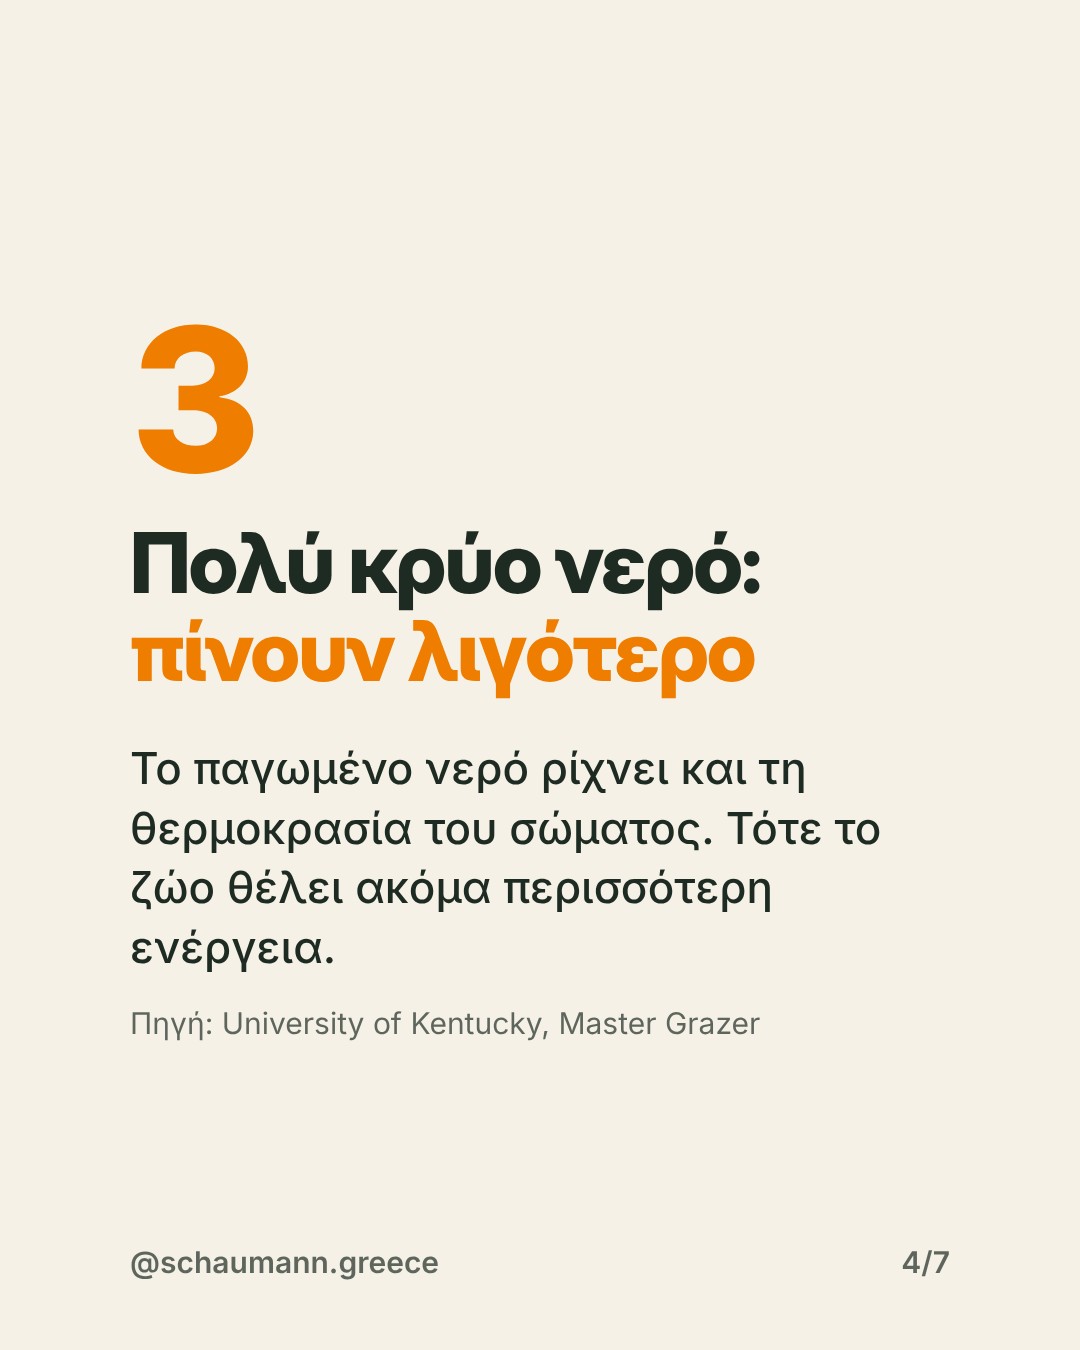 3
Πολύ κρύο νερό:
πίνουν λιγότερο
Το παγωμένο νερό ρίχνει και τη
θερμοκρασία του σώματος. Τότε το
ζώο θέλει ακόμα περισσότερη
ενέργεια.
Πηγή: University of Kentucky, Master Grazer
@schaumann.greece
4/7